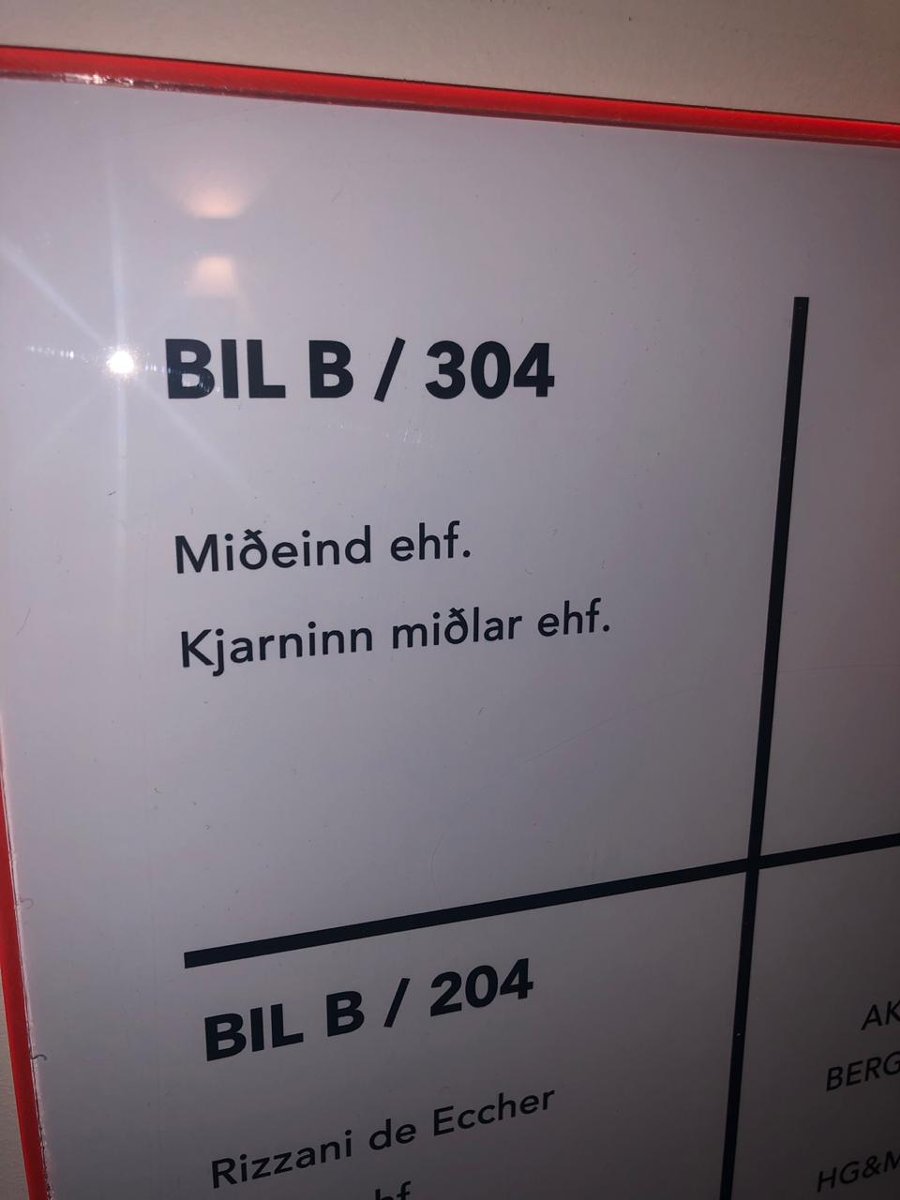 BIL B / 304
Miðeind ehf.
Kjarninn miðlar ehf.
BIL B / 204
Rizzani de Eccher